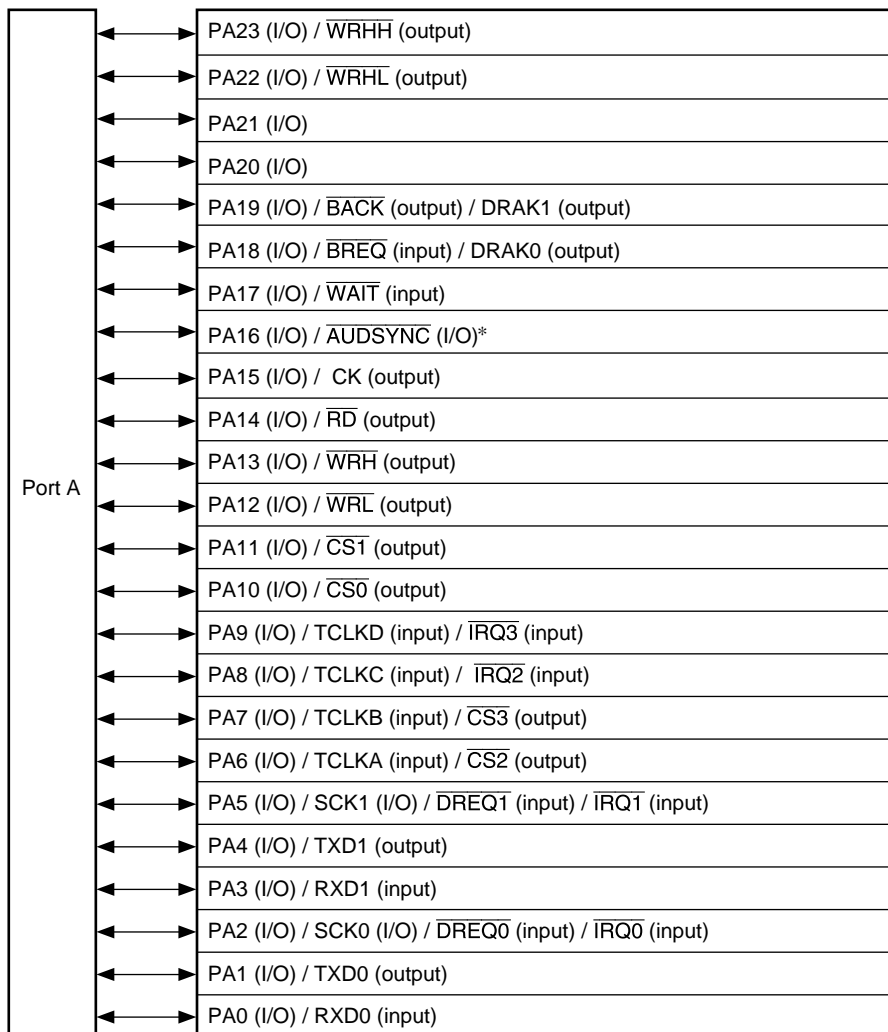 PA23 (I/O) / WRHH (output)
PA22 (I/O) / WRHL (output)
PA21 (I/O)
PA20 (I/O)
PA19 (I/O) / BACK (output) / DRAK1 (output)
PA18 (I/O) / BREQ (input) / DRAK0 (output)
PA17 (I/O) / WAIT (input)
PA16 (I/O) / AUDSYNC (I/O)*
PA15 (I/O) / CK (output)
PA14 (I/O) / RD (output)
PA13 (I/O) / WRH (output)
Port A
PA12 (I/O) / WRL (output)
PA11 (I/O) / CS1 (output)
PA10 (I/O) / CS0 (output)
PA9 (I/O) / TCLKD (input) / IRQ3 (input)
PA8 (I/O) / TCLKC (input) / IRQ2 (input)
PA7 (I/O) / TCLKB (input) / CS3 (output)
PA6 (I/O) / TCLKA (input) / CS2 (output)
PA5 (I/O) / SCK1 (I/O) / DREQ1 (input) / IRQ1 (input)
PA4 (I/O) / TXD1 (output)
PA3 (I/O) / RXD1 (input)
PA2 (I/O) / SCK0 (I/O) / DREQ0 (input) / IRQ0 (input)
PA1 (I/O) / TXD0 (output)
PA0 (I/O) / RXD0 (input)